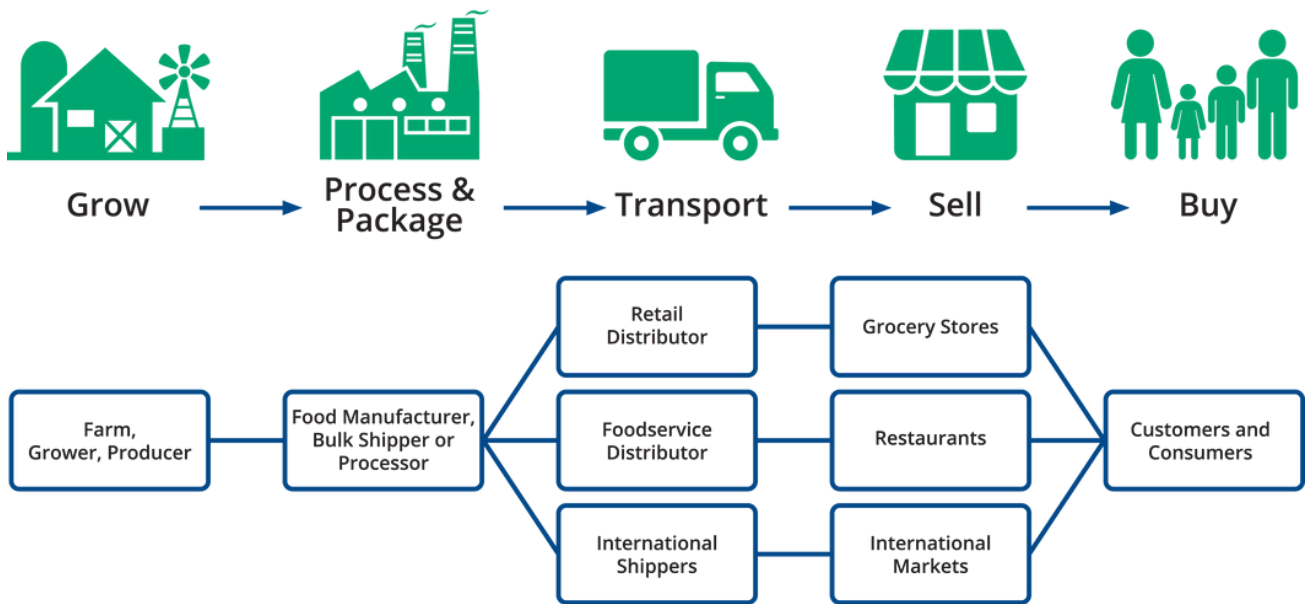 Grow
Process &
Package
Transport
Sell
Buy
Farm,
Grower, Producer
Food Manufacturer,
Bulk Shipper or
Processor
Retail
Distributor
Grocery Stores
Foodservice
Distributor
Restaurants
International
Shippers
International
Markets
Customers and
Consumers